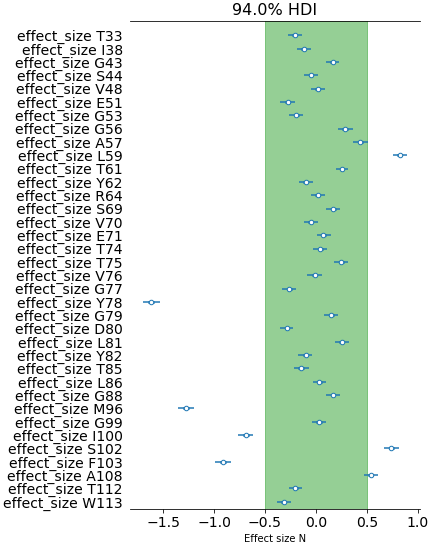 94.0% HDI
effect_size T33
effect_size I38
effect_size G43
effect_size S44
effect_size V48
effect_size E51
effect_size G53
effect_size G56
effect_size A57
effect_size L59
effect_size T61
effect_size Y62
effect_size R64
effect_size S69
effect_size V70
effect_size E71
effect_size T74
effect_size T75
effect_size V76
effect_size G77
effect_size Y78
effect_size G79
effect_size D80
effect_size L81
effect_size Y82
effect_size T85
effect_size L86
effect_size G88
effect_size M96
effect_size G99
effect_size I100
effect_size S102
effect_size F103
effect_size A108
effect_size T112
effect_size W113
−1.5 −1.0 −0.5 0.0 0.5 1.0
Effect size N